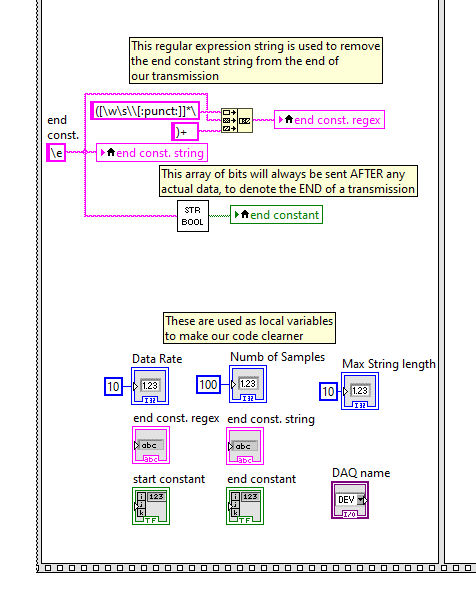 This regular expression string is used to remove
the end constant string from the end of
our transmission
([\w\s\\[:punct:]]*\
end
const.
)+
end const. regex
\e
end const. string
This array of bits will always be sent AFTER any
actual data, to denote the END of a transmission
STR
BOOL
end constant
These are used as local variables
to make our code clearner
Data Rate
Numb of Samples
Max String length
10
1.23
I32
100
1.23
I32
10
1.23
I32
end const. regex
end const. string
abc
abc
abc
abc
start constant
end constant
DAQ name
i
j
k
123
TF
i
j
k
123
TF
DEV
I/O